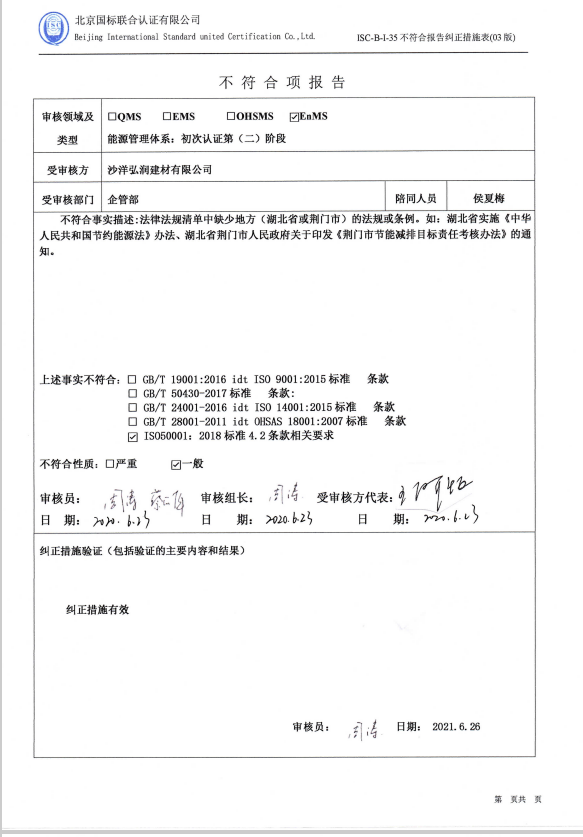 北京国标联合认证有限公司
Beijing International Standard united Certification Co.,Ltd.
ISC-B-I-35 不符合报告纠正措施表(03 版)
不符合项报告
审核领域及类型
□QMS □EMS □OHSMS ☑EnMS
能源管理体系：初次认证第（二）阶段
受审核方 沙洋弘润建材有限公司
受审核部门 企管部 陪同人员 侯夏梅
不符合事实描述:法律法规清单中缺少地方（湖北省或荆门市）的法规或条例。如：湖北省实施《中华
人民共和国节约能源法》办法、湖北省荆门市人民政府关于印发《荆门市节能减排目标责任考核办法》的通
知。
上述事实不符合：□ GB/T 19001:2016 idt ISO 9001:2015 标准 条款
□ GB/T 50430-2017 标准 条款:
□ GB/T 24001-2016 idt ISO 14001:2015 标准 条款
□ GB/T 28001-2011 idt OHSAS 18001:2007 标准 条款
☑ ISO50001：2018 标准 4.2 条款相关要求
不符合性质：□严重 ☑一般
审核员： 周涛 审核组长： 周涛 受审核方代表：
日 期：2020.6.23 日 期：2020.6.23 日 期：2020.6.23
纠正措施验证（包括验证的主要内容和结果）
纠正措施有效
审核员： 周涛 日期： 2021.6.26
第 页共 页